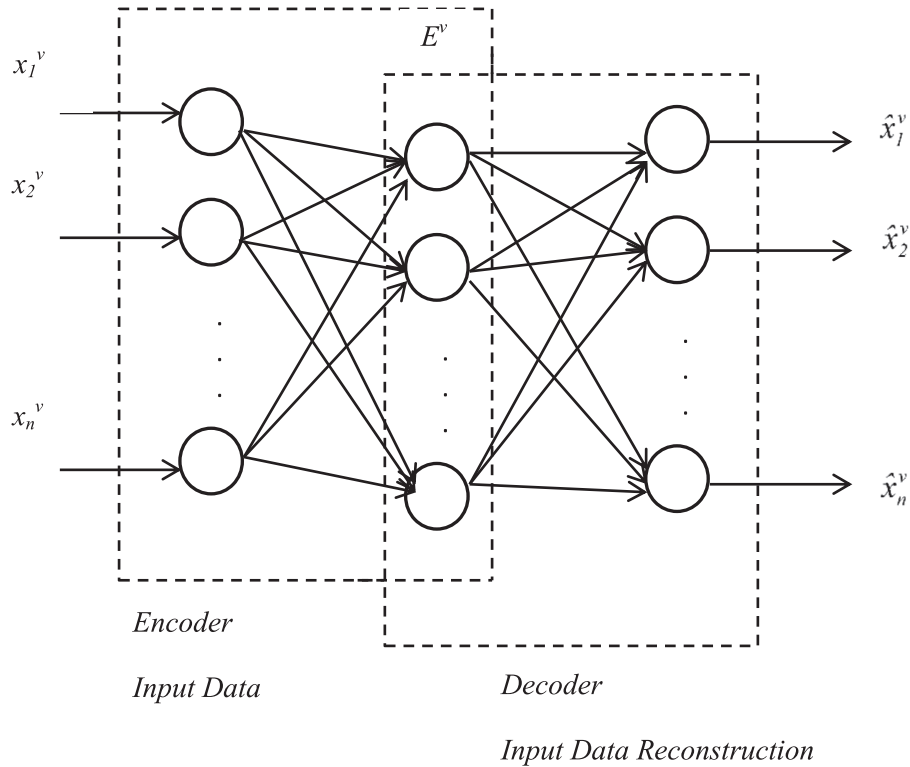 E^v
x_1^v
x̂_1^v
x_2^v
x̂_2^v
x_n^v
x̂_n^v
Encoder
Input Data
Decoder
Input Data Reconstruction